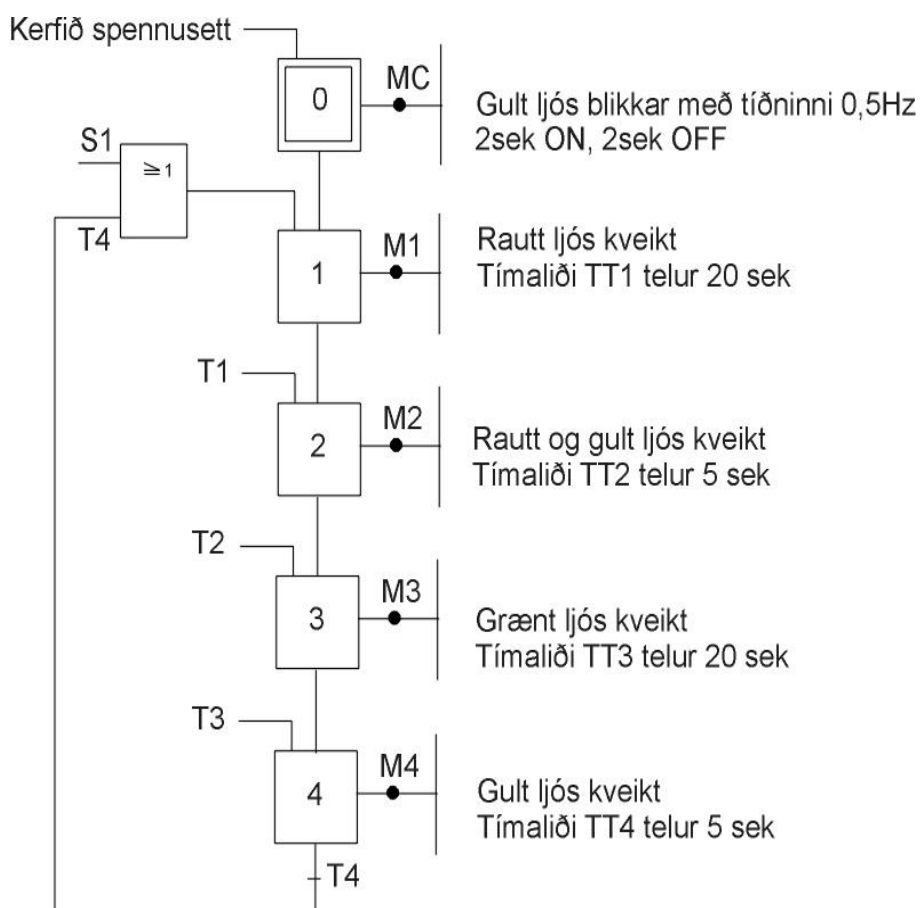 Kerfið spennusett
0
MC
Gult ljós blikkar með tíðninni 0,5Hz
2sek ON, 2sek OFF
S1
≧1
T4
1
M1
Rautt ljós kveikt
Tímaliði TT1 telur 20 sek
T1
2
M2
Rautt og gult ljós kveikt
Tímaliði TT2 telur 5 sek
T2
3
M3
Grænt ljós kveikt
Tímaliði TT3 telur 20 sek
T3
4
M4
Gult ljós kveikt
Tímaliði TT4 telur 5 sek
T4